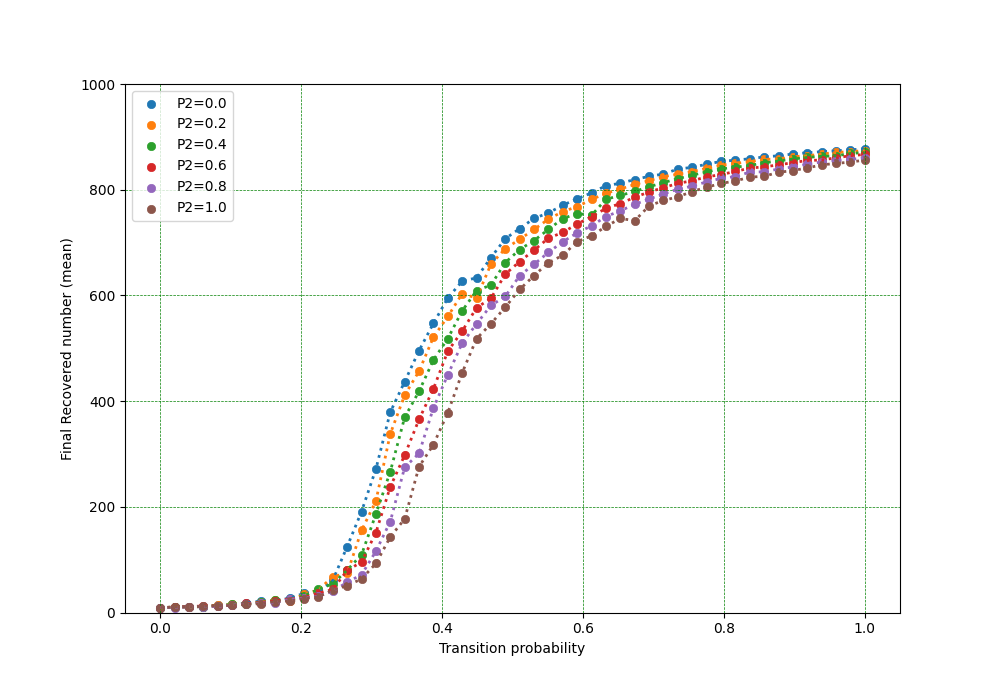 1000
800
600
400
200
0
Final Recovered number (mean)
P2=0.0
P2=0.2
P2=0.4
P2=0.6
P2=0.8
P2=1.0
0.0 0.2 0.4 0.6 0.8 1.0
Transition probability